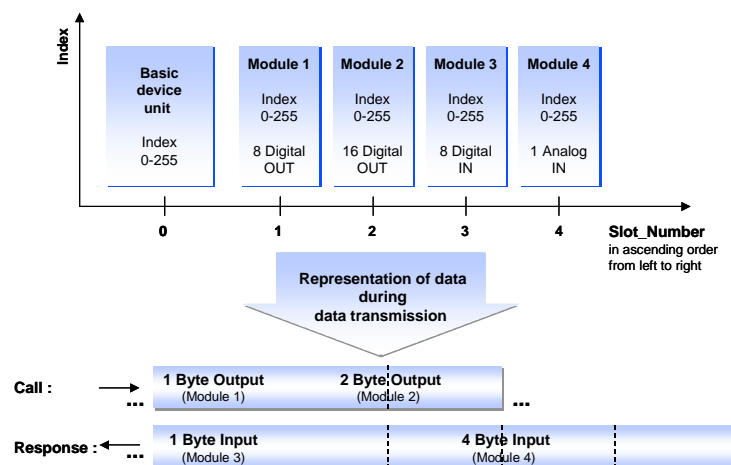 Index
Basic
device
unit
Index
0-255
Module 1
Index
0-255
8 Digital
OUT
Module 2
Index
0-255
16 Digital
OUT
Module 3
Index
0-255
8 Digital
IN
Module 4
Index
0-255
1 Analog
IN
0 1 2 3 4 Slot_Number
in ascending order
from left to right
Representation of data
during
data transmission
Call :
...
1 Byte Output
(Module 1)
2 Byte Output
(Module 2)
...
Response :
...
1 Byte Input
(Module 3)
4 Byte Input
(Module 4)